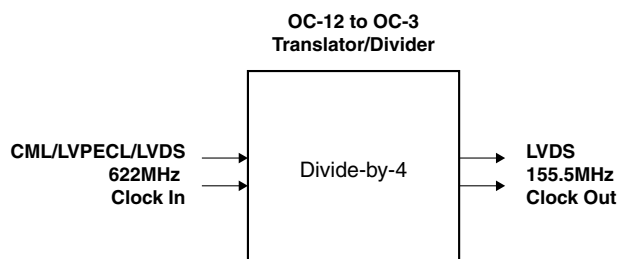 OC-12 to OC-3
Translator/Divider
CML/LVPECL/LVDS
622MHz
Clock In
Divide-by-4
LVDS
155.5MHz
Clock Out